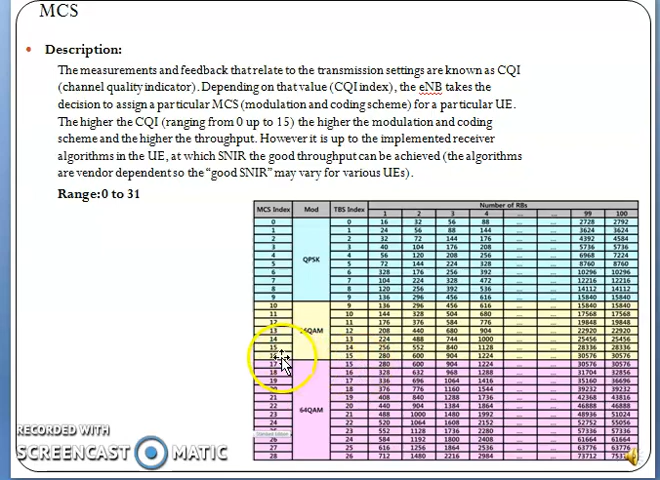 MCS
• Description:
The measurements and feedback that relate to the transmission settings are known as CQI
(channel quality indicator). Depending on that value (CQI index), the eNB takes the
decision to assign a particular MCS (modulation and coding scheme) for a particular UE.
The higher the CQI (ranging from 0 up to 15) the higher the modulation and coding
scheme and the higher the throughput. However it is up to the implemented receiver
algorithms in the UE, at which SNIR the good throughput can be achieved (the algorithms
are vendor dependent so the “good SNIR” may vary for various UEs).
Range:0 to 31
MCS Index Mod TBS Index Number of RBs
1 2 3 4 ... ... 99 100
0 0 16 32 56 88 ... ... 2728 2792
1 1 24 56 88 144 ... ... 3624 3624
2 2 32 72 144 176 ... ... 4392 4584
3 3 40 104 176 208 ... ... 5736 5736
4 4 56 120 208 256 ... ... 6968 7224
QPSK
5 5 72 144 224 328 ... ... 8760 8760
6 6 328 176 256 392 ... ... 10296 10296
7 7 104 224 328 472 ... ... 12216 12216
8 8 120 256 392 536 ... ... 14112 14112
9 9 136 296 456 616 ... ... 15840 15840
10 9 136 296 456 616 ... ... 15840 15840
11 10 144 328 504 680 ... ... 17568 17568
12 11 176 376 584 776 ... ... 19848 19848
13 12 208 440 680 904 ... ... 22920 22920
14 13 224 488 744 1000 ... ... 25456 25456
15 14 256 552 840 1128 ... ... 28336 28336
15 280 600 904 1224 ... ... 30576 30576
17 15 280 600 904 1224 ... ... 30576 30576
18 16 328 632 968 1288 ... ... 31704 32856
19 17 336 696 1064 1416 ... ... 35160 36696
20 18 376 776 1160 1544 ... ... 39232 39232
21 19 408 840 1288 1736 ... ... 42368 43816
22 20 440 904 1384 1864 ... ... 46888 46888
64QAM
23 21 488 1000 1480 1992 ... ... 48936 51024
22 520 1064 1608 2152 ... ... 52752 55056
23 552 1128 1736 2280 ... ... 57336 57336
26 24 584 1192 1800 2408 ... ... 61664 61664
27 25 616 1256 1864 2536 ... ... 63776 63776
28 26 712 1480 2216 2984 ... ... 73712
RECORDED WITH
SCREENCAST MATIC